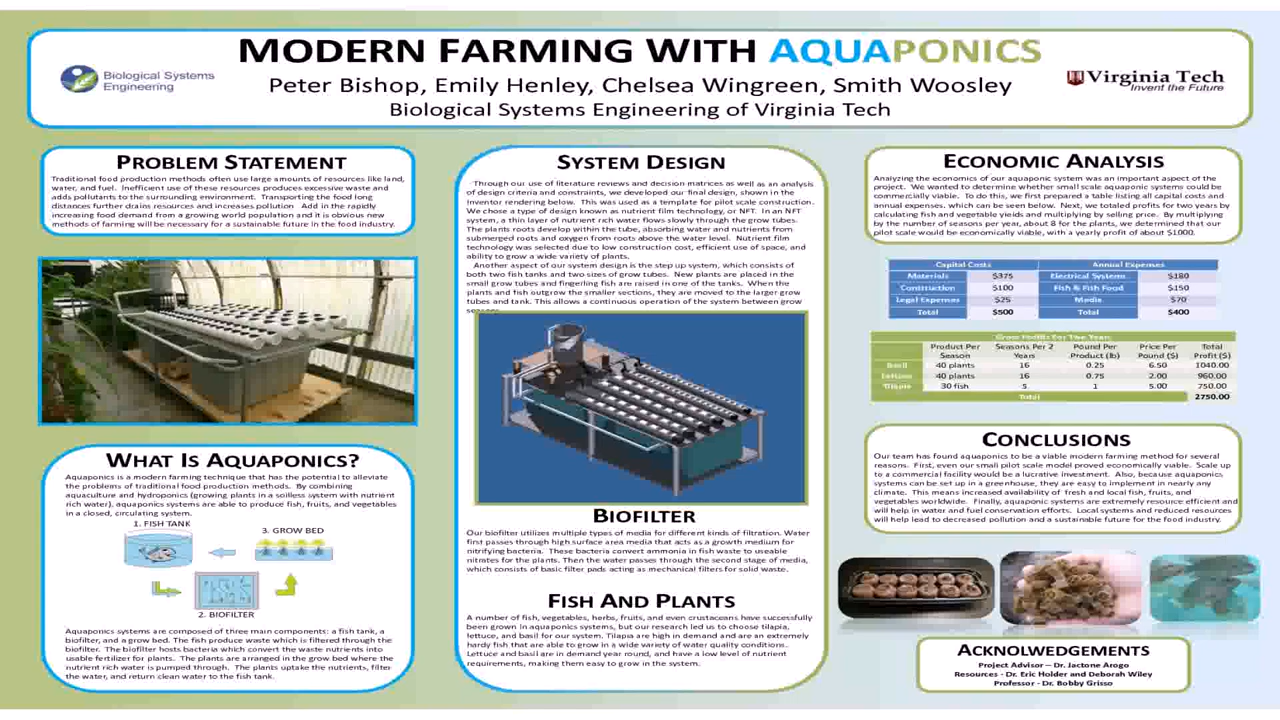 MODERN FARMING WITH AQUAPONICS
Peter Bishop, Emily Henley, Chelsea Wingreen, Smith Woosley
Biological Systems Engineering of Virginia Tech
Biological Systems
Engineering
Virginia Tech
Invent the Future
PROBLEM STATEMENT
Traditional food production methods often use large amounts of resources like land,
water, and fuel. Inefficient use of these resources produces excessive waste and
adds pollutants to the surrounding environment. Transporting the food long
distances further drains resources and increases pollution Add in the rapidly
increasing food demand from a growing world population and it is obvious new
methods of farming will be necessary for a sustainable future in the food industry.
WHAT IS AQUAPONICS?
Aquaponics is a modern farming technique that has the potential to alleviate
the problems of traditional food production methods. By combining
aquaculture and hydroponics (growing plants in a soilless system with nutrient
rich water), aquaponics systems are able to produce fish, fruits, and vegetables
in a closed, circulating system.
1. FISH TANK
3. GROW BED
2. BIOFILTER
Aquaponics systems are composed of three main components: a fish tank, a
biofilter, and a grow bed. The fish produce waste which is filtered through the
biofilter. The biofilter hosts bacteria which convert the waste nutrients into
usable fertilizer for plants. The plants are arranged in the grow bed where the
nutrient rich water is pumped through. The plants uptake the nutrients, filter
the water, and return clean water to the fish tank.
SYSTEM DESIGN
Through our use of literature reviews and decision matrices as well as an analysis
of design criteria and constraints, we developed our final design, shown in the
Inventor rendering below. This was used as a template for pilot scale construction.
We chose a type of design known as nutrient film technology, or NFT. In an NFT
system, a thin layer of nutrient rich water flows slowly through the grow tubes.
The plants roots develop within the tube, absorbing water and nutrients from
submerged roots and oxygen from roots above the water level. Nutrient film
technology was selected due to low construction cost, efficient use of space, and
ability to grow a wide variety of plants.
Another aspect of our system design is the step up system, which consists of
both two fish tanks and two sizes of grow tubes. New plants are placed in the
small grow tubes and fingerling fish are raised in one of the tanks. When the
plants and fish outgrow the smaller sections, they are moved to the larger grow
tubes and tank. This allows a continuous operation of the system between grow
BIOFILTER
Our biofilter utilizes multiple types of media for different kinds of filtration. Water
first passes through high surface area media that acts as a growth medium for
nitrifying bacteria. These bacteria convert ammonia in fish waste to useable
nitrates for the plants. Then the water passes through the second stage of media,
which consists of basic filter pads acting as mechanical filters for solid waste.
FISH AND PLANTS
A number of fish, vegetables, herbs, fruits, and even crustaceans have successfully
been grown in aquaponics systems, but our research led us to choose tilapia,
lettuce, and basil for our system. Tilapa are high in demand and are an extremely
hardy fish that are able to grow in a wide variety of water quality conditions.
Lettuce and basil are in demand year round, and have a low level of nutrient
requirements, making them easy to grow in the system.
ECONOMIC ANALYSIS
Analyzing the economics of our aquaponic system was an important aspect of the
project. We wanted to determine whether small scale aquaponic systems could be
commercially viable. To do this, we first prepared a table listing all capital costs and
annual expenses, which can be seen below. Next, we totaled profits for two years by
calculating fish and vegetable yields and multiplying by selling price. By multiplying
by the number of seasons per year, about 8 for the plants, we determined that our
pilot scale would be economically viable, with a yearly profit of about $1000.
Capital Costs Annual Expenses
Materials $375 Electrical Systems $180
Construction $100 Fish & Fish Food $150
Legal Expenses $25 Media $70
Total $500 Total $400
Gross Profits For Two Years
Product Per Season Seasons Per 2 Years Pound Per Product (lb) Price Per Pound ($) Total Profit ($)
Basil 40 plants 16 0.25 6.50 1040.00
Lettuce 40 plants 16 0.75 2.00 960.00
Tilapia 30 fish 5 1 5.00 750.00
Total 2750.00
CONCLUSIONS
Our team has found aquaponics to be a viable modern farming method for several
reasons. First, even our small pilot scale model proved economically viable. Scale up
to a commercial facility would be a lucrative investment. Also, because aquaponics
systems can be set up in a greenhouse, they are easy to implement in nearly any
climate. This means increased availability of fresh and local fish, fruits, and
vegetables worldwide. Finally, aquaponic systems are extremely resource efficient and
will help in water and fuel conservation efforts. Local systems and reduced resources
will help lead to decreased pollution and a sustainable future for the food industry.
ACKNOLWEDGEMENTS
Project Advisor – Dr. Jactone Arogo
Resources - Dr. Eric Holder and Deborah Wiley
Professor - Dr. Bobby Grisso